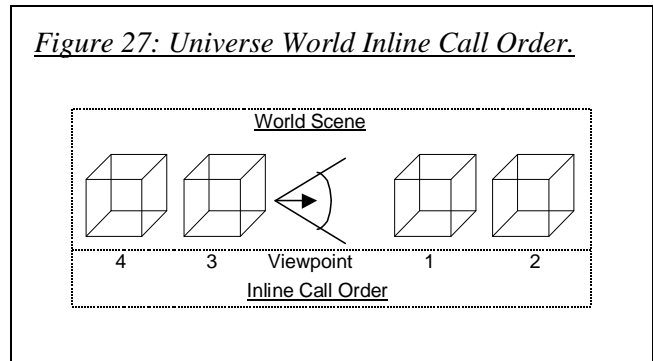 Figure 27: Universe World Inline Call Order.
World Scene
4 3 Viewpoint 1 2
Inline Call Order